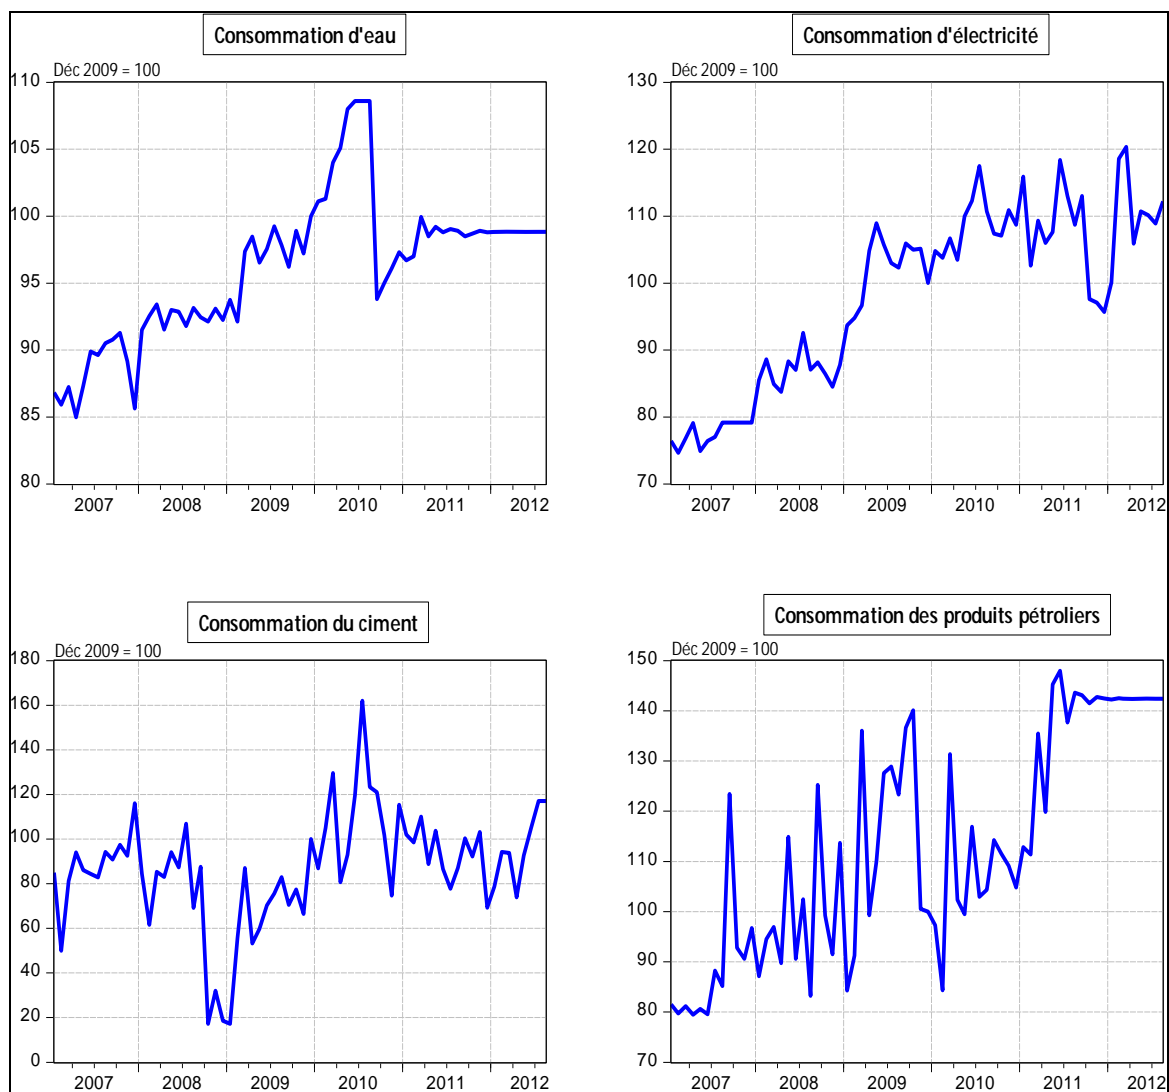 Consommation d'eau
Déc 2009 = 100
110
105
100
95
90
85
80
2007 2008 2009 2010 2011 2012
Consommation d'électricité
Déc 2009 = 100
130
120
110
100
90
80
70
2007 2008 2009 2010 2011 2012
Consommation du ciment
Déc 2009 = 100
180
160
140
120
100
80
60
40
20
0
2007 2008 2009 2010 2011 2012
Consommation des produits pétroliers
Déc 2009 = 100
150
140
130
120
110
100
90
80
70
2007 2008 2009 2010 2011 2012